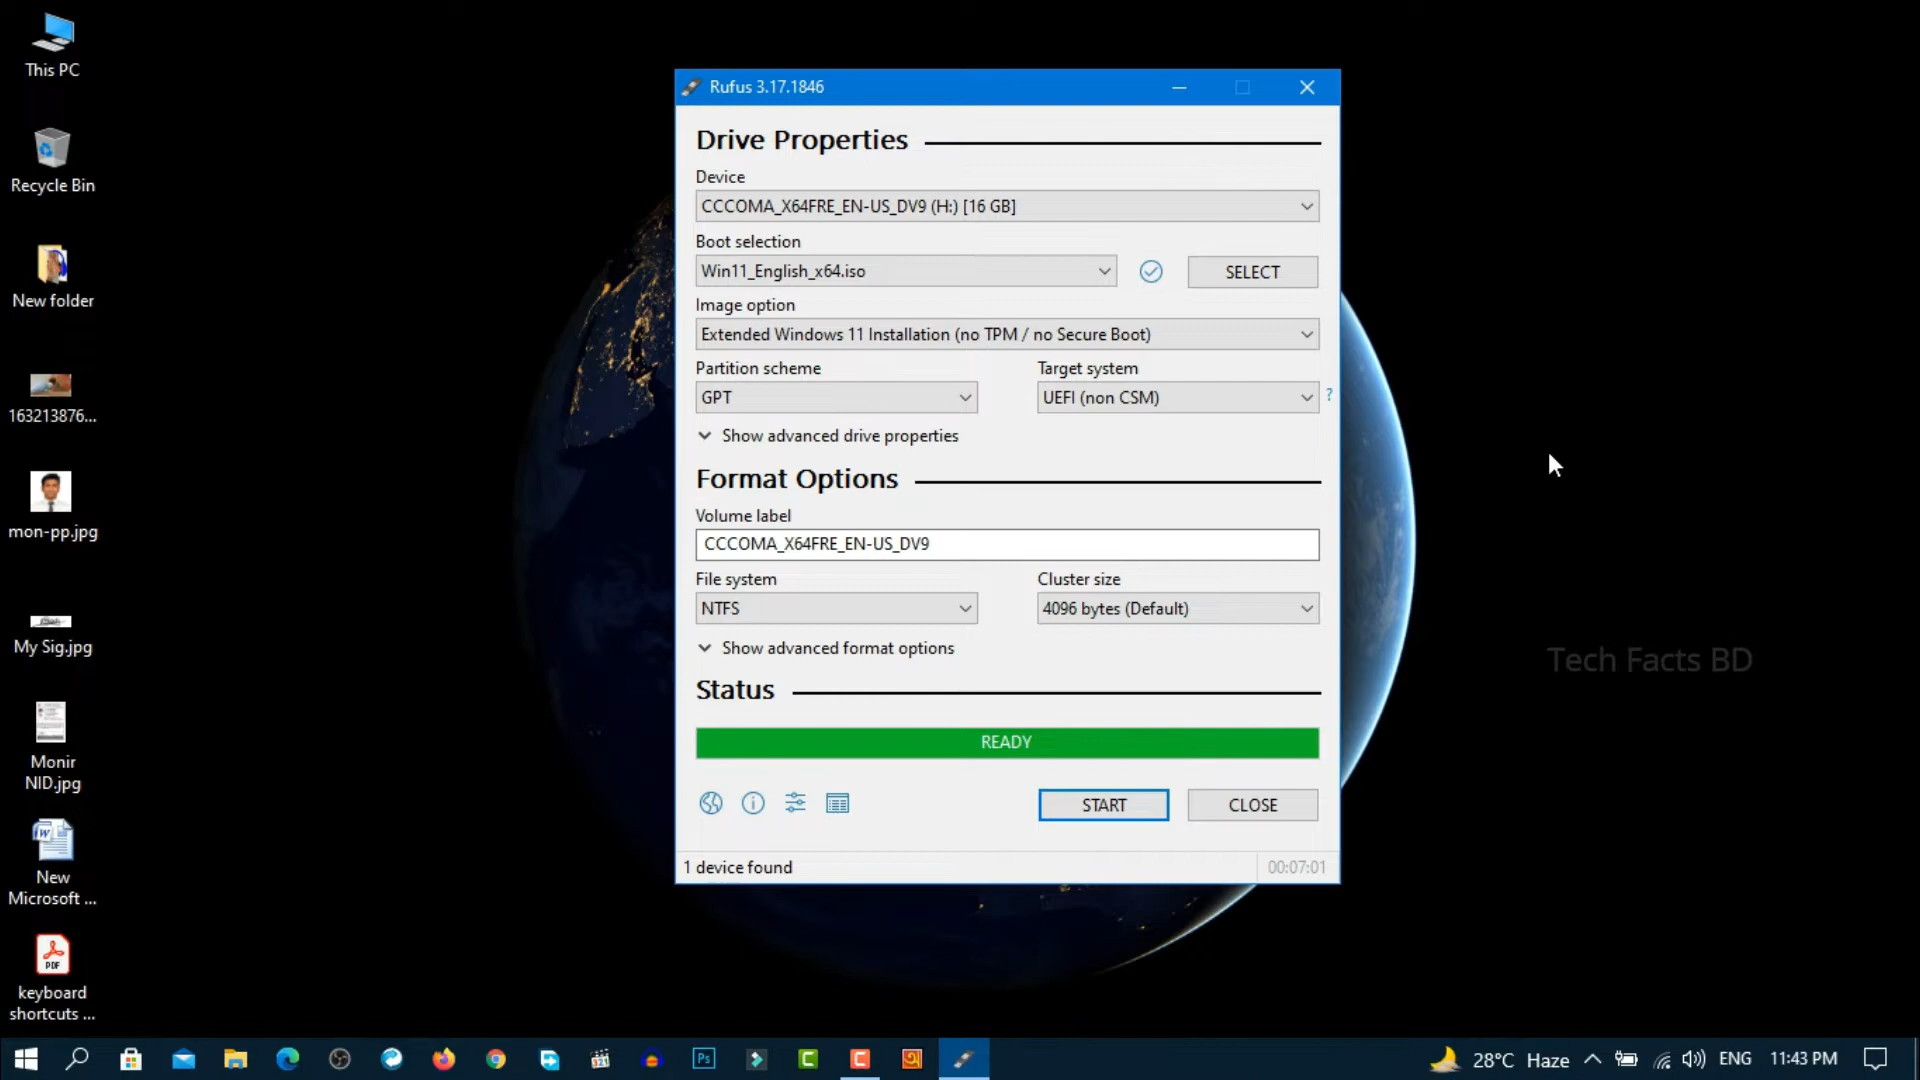 This PC
Recycle Bin
New folder
163213876...
mon-pp.jpg
My Sig.jpg
Monir
NID.jpg
New
Microsoft ...
PDF
keyboard
shortcuts ...
Rufus 3.17.1846
Drive Properties
Device
CCCOMA_X64FRE_EN-US_DV9 (H:) [16 GB]
Boot selection
Win11_English_x64.iso
SELECT
Image option
Extended Windows 11 Installation (no TPM / no Secure Boot)
Partition scheme
Target system
GPT
UEFI (non CSM)
?
Show advanced drive properties
Format Options
Volume label
CCCOMA_X64FRE_EN-US_DV9
File system
Cluster size
NTFS
4096 bytes (Default)
Show advanced format options
Status
READY
START
CLOSE
1 device found
00:07:01
Tech Facts BD
Ps
28°C Haze
ENG
11:43 PM